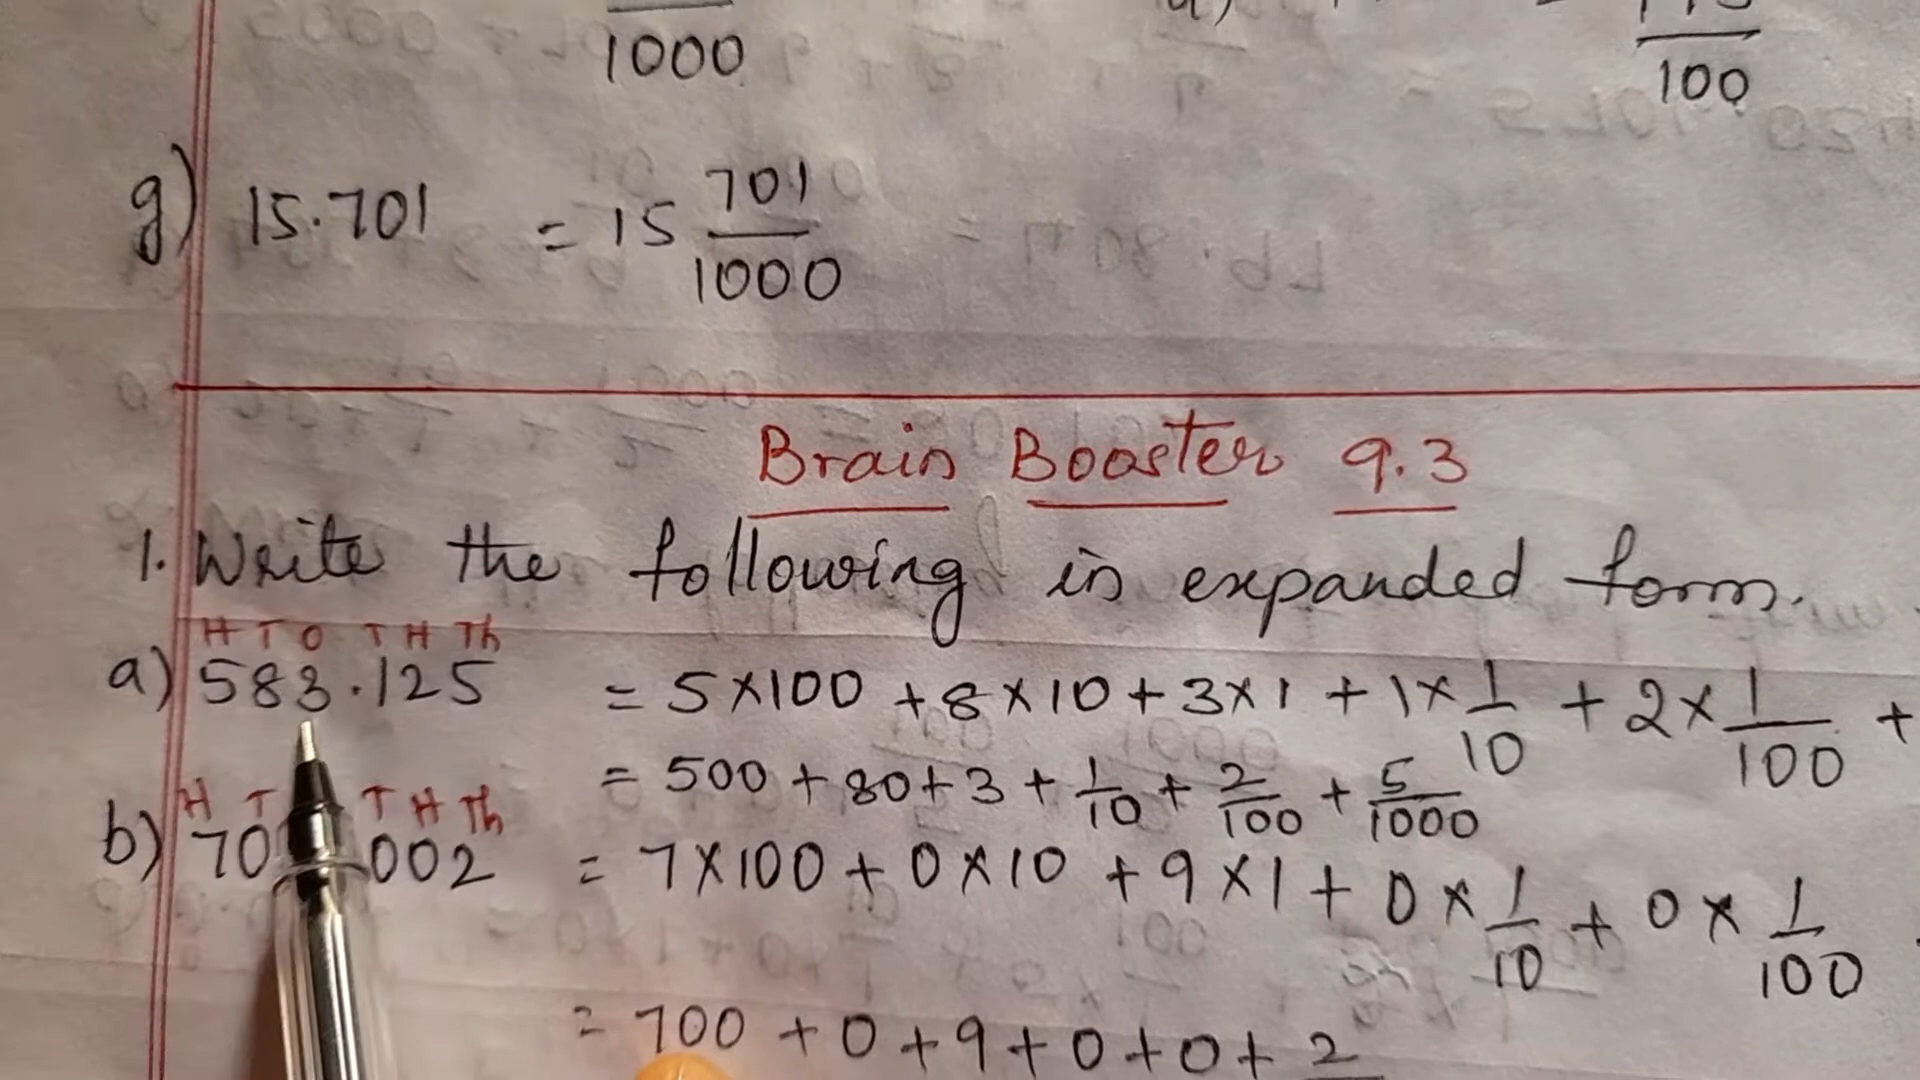 1000
100
g) 15.701 = 15 701/1000
Brain Booster 9.3
1. Write the following in expanded form.
H T O T H Th
a) 583.125 = 5×100 + 8×10 + 3×1 + 1×1/10 + 2×1/100 +
= 500 + 80 + 3 + 1/10 + 2/100 + 5/1000
H T T H Th
b) 70 002 = 7×100 + 0×10 + 9×1 + 0×1/10 + 0×1/100
= 700 + 0 + 9 + 0 + 0 + 2